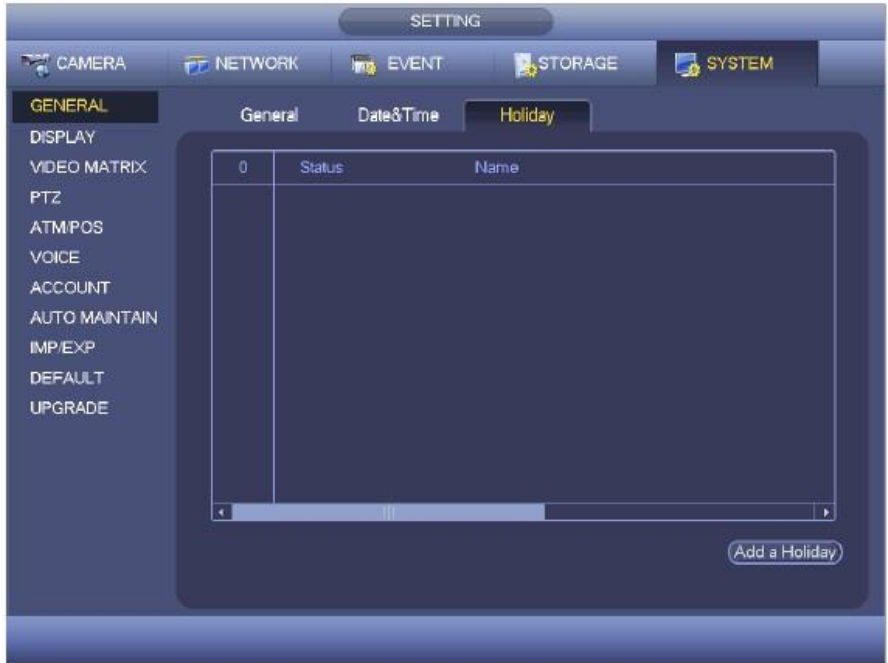 SETTING
CAMERA NETWORK EVENT STORAGE SYSTEM
GENERAL
DISPLAY
VIDEO MATRIX
PTZ
ATM/POS
VOICE
ACCOUNT
AUTO MAINTAIN
IMP/EXP
DEFAULT
UPGRADE
General Date&Time Holiday
0 Status Name
Add a Holiday